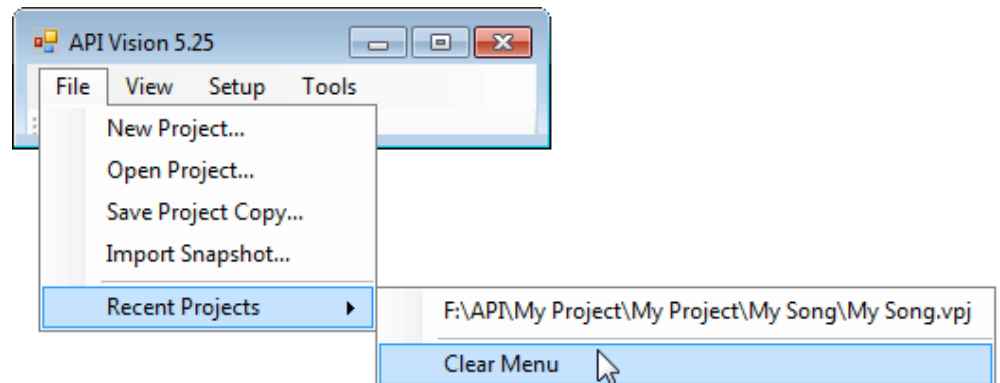 API Vision 5.25
File View Setup Tools
New Project...
Open Project...
Save Project Copy...
Import Snapshot...
Recent Projects
F:\API\My Project\My Project\My Song\My Song.vpj
Clear Menu